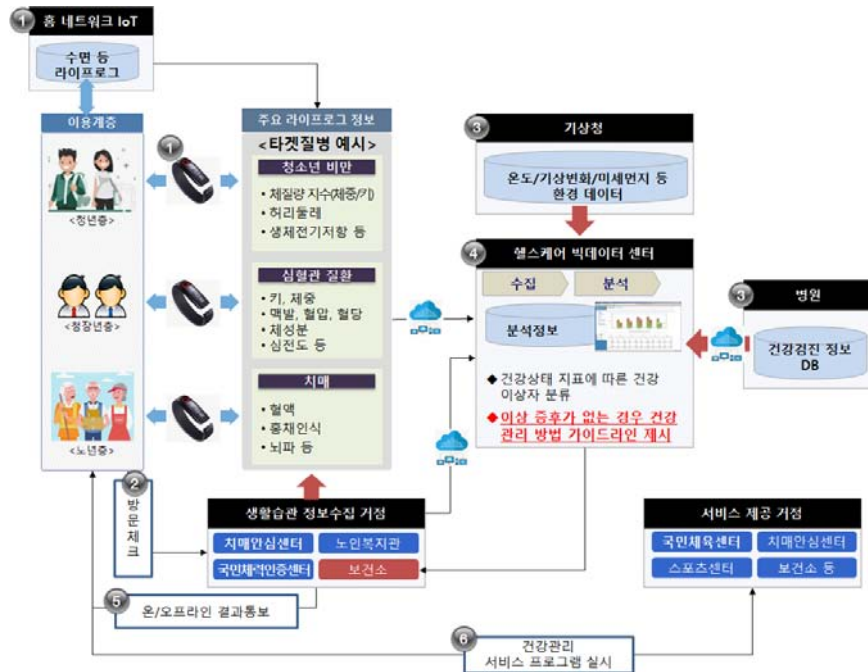 1 홈 네트워크 IoT
수면 등
라이프로그
이용계층
<청년층>
<청장년층>
<노년층>
1
주요 라이프로그 정보
<타겟질병 예시>
청소년 비만
• 체질량 지수(체중/키)
• 허리둘레
• 생체전기저항 등
심혈관 질환
• 키, 체중
• 맥발, 혈압, 혈당
• 체성분
• 심전도 등
치매
• 혈액
• 홍채인식
• 뇌파 등
3 기상청
온도/기상변화/미세먼지 등
환경 데이터
4 헬스케어 빅데이터 센터
수집
분석
분석정보
◆ 건강상태 지표에 따른 건강
이상자 분류
◆ 이상 증후가 없는 경우 건강
관리 방법 가이드라인 제시
3 병원
건강검진 정보
DB
2
방문체크
생활습관 정보수집 거점
치매안심센터
노인복지관
국민체력인증센터
보건소
5 온/오프라인 결과통보
서비스 제공 거점
국민체육센터
치매안심센터
스포츠센터
보건소 등
6 건강관리
서비스 프로그램 실시